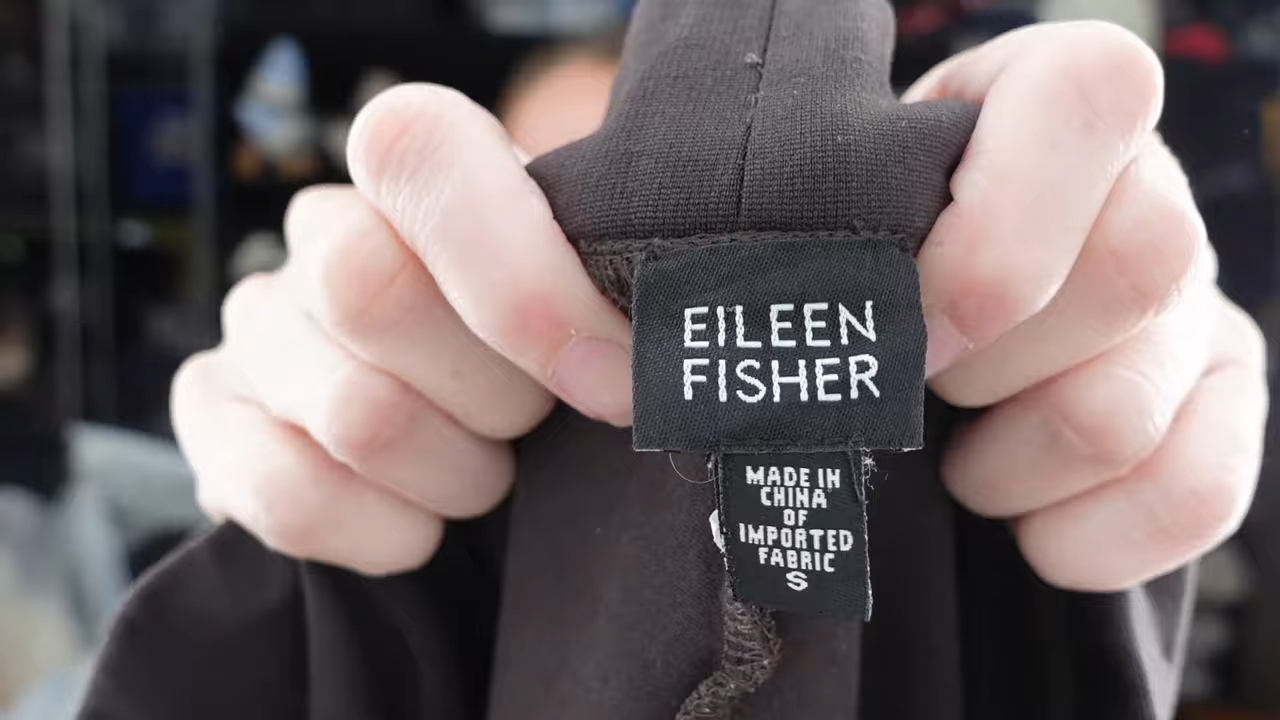 EILEEN
FISHER
MADE IN
CHINA
OF
IMPORTED
FABRIC
S